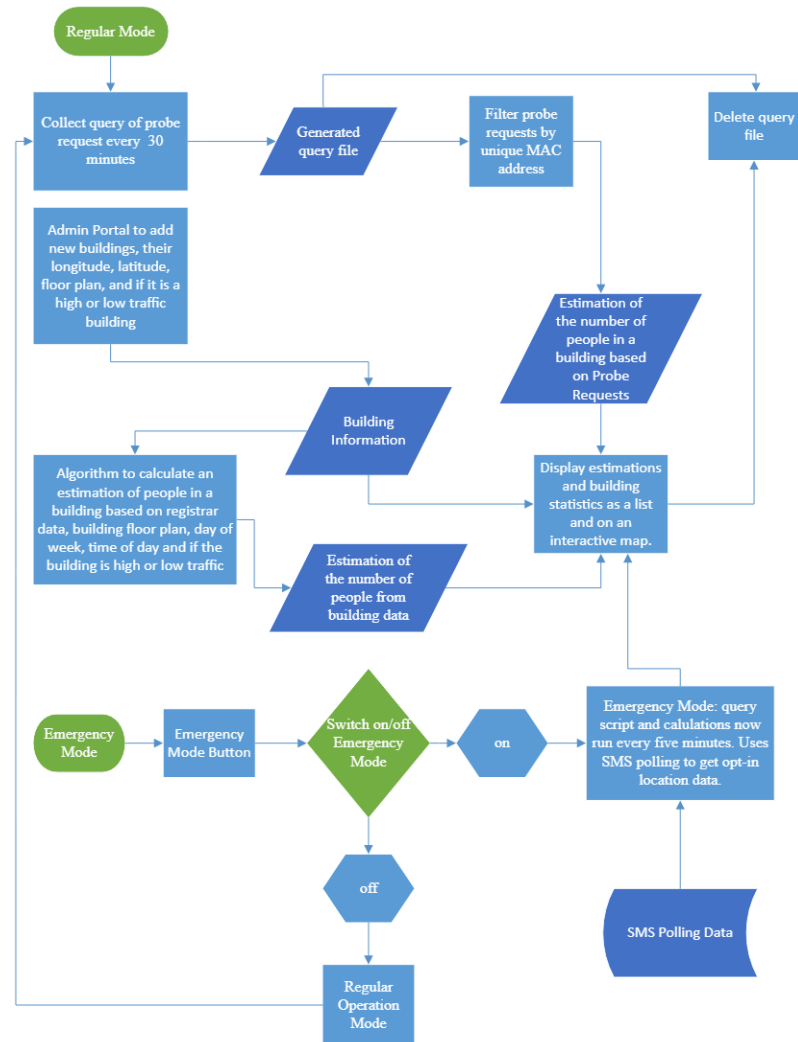 Regular Mode
Collect query of probe
request every  30
minutes
Generated
query file
Filter probe
requests by
unique MAC
address
Delete query
file
Admin Portal to add
new buildings, their
longitude, latitude,
floor plan, and if it is a
high or low traffic
building
Estimation of
the number of
people in a
building based
on Probe
Requests
Building
Information
Algorithm to calculate an
estimation of people in a
building based on registrar
data, building floor plan, day of
week, time of day and if the
building is high or low traffic
Display estimations
and building
statistics as a list
and on an
interactive map.
Estimation of
the number of
people from
building data
Emergency
Mode
Emergency
Mode Button
Switch on/off
Emergency
Mode
on
Emergency Mode: query
script and calulations now
run every five minutes. Uses
SMS polling to get opt-in
location data.
off
SMS Polling Data
Regular
Operation
Mode